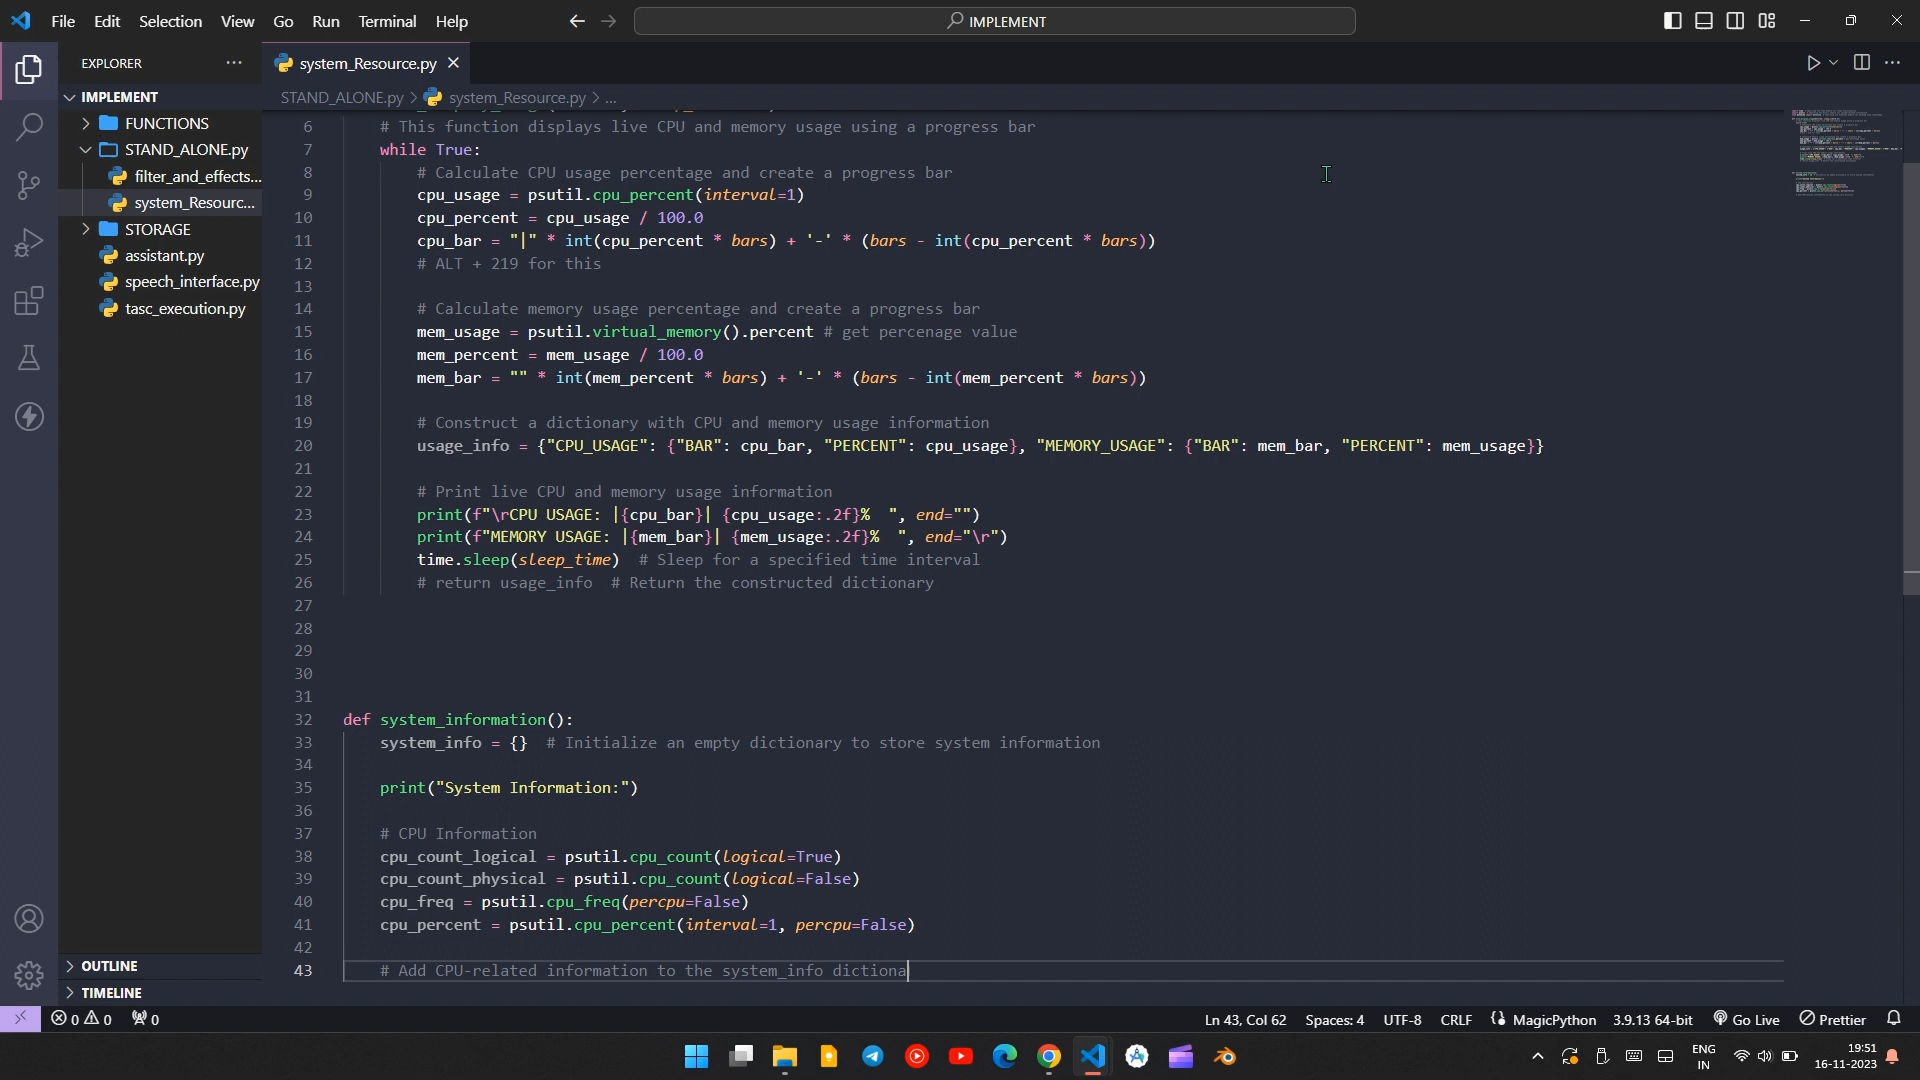 File Edit Selection View Go Run Terminal Help
IMPLEMENT
EXPLORER
system_Resource.py
IMPLEMENT
STAND_ALONE.py > system_Resource.py > ...
FUNCTIONS
STAND_ALONE.py
filter_and_effects...
system_Resourc...
STORAGE
assistant.py
speech_interface.py
tasc_execution.py
6 # This function displays live CPU and memory usage using a progress bar
7 while True:
8 # Calculate CPU usage percentage and create a progress bar
9 cpu_usage = psutil.cpu_percent(interval=1)
10 cpu_percent = cpu_usage / 100.0
11 cpu_bar = "|" * int(cpu_percent * bars) + '-' * (bars - int(cpu_percent * bars))
12 # ALT + 219 for this
13
14 # Calculate memory usage percentage and create a progress bar
15 mem_usage = psutil.virtual_memory().percent # get percenage value
16 mem_percent = mem_usage / 100.0
17 mem_bar = "" * int(mem_percent * bars) + '-' * (bars - int(mem_percent * bars))
18
19 # Construct a dictionary with CPU and memory usage information
20 usage_info = {"CPU_USAGE": {"BAR": cpu_bar, "PERCENT": cpu_usage}, "MEMORY_USAGE": {"BAR": mem_bar, "PERCENT": mem_usage}}
21
22 # Print live CPU and memory usage information
23 print(f"\rCPU USAGE: |{cpu_bar}| {cpu_usage:.2f}%  ", end="")
24 print(f"MEMORY USAGE: |{mem_bar}| {mem_usage:.2f}%  ", end="\r")
25 time.sleep(sleep_time)  # Sleep for a specified time interval
26 # return usage_info  # Return the constructed dictionary
27
28
29
30
31
32 def system_information():
33 system_info = {}  # Initialize an empty dictionary to store system information
34
35 print("System Information:")
36
37 # CPU Information
38 cpu_count_logical = psutil.cpu_count(logical=True)
39 cpu_count_physical = psutil.cpu_count(logical=False)
40 cpu_freq = psutil.cpu_freq(percpu=False)
41 cpu_percent = psutil.cpu_percent(interval=1, percpu=False)
42
43 # Add CPU-related information to the system_info dictiona
OUTLINE
TIMELINE
0 0 0 Ln 43, Col 62 Spaces: 4 UTF-8 CRLF MagicPython 3.9.13 64-bit Go Live Prettier
ENG
IN
19:51
16-11-2023